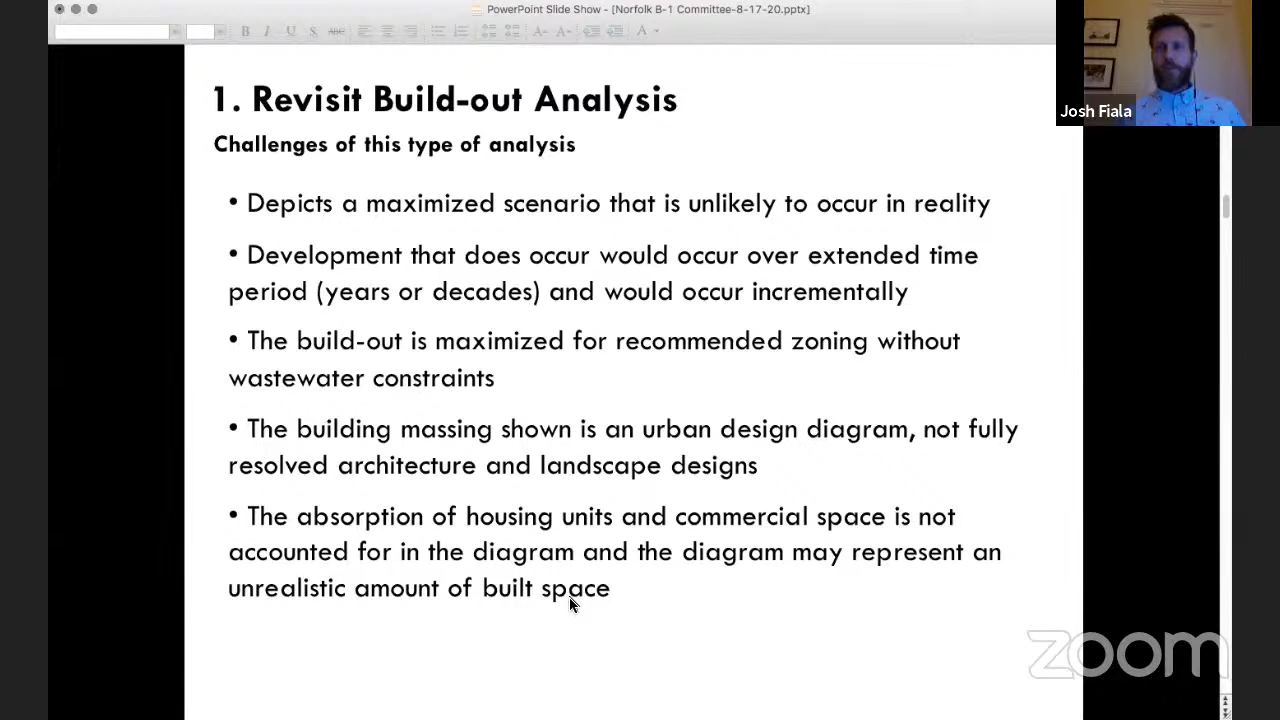 PowerPoint Slide Show - [Norfolk B-1 Committee-8-17-20.pptx]
B I U S ABC A A A
1. Revisit Build-out Analysis
Challenges of this type of analysis
• Depicts a maximized scenario that is unlikely to occur in reality
• Development that does occur would occur over extended time
period (years or decades) and would occur incrementally
• The build-out is maximized for recommended zoning without
wastewater constraints
• The building massing shown is an urban design diagram, not fully
resolved architecture and landscape designs
• The absorption of housing units and commercial space is not
accounted for in the diagram and the diagram may represent an
unrealistic amount of built space
Josh Fiala
zoom